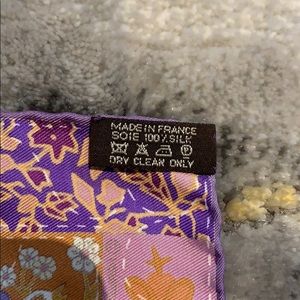 MADE IN FRANCE
SOIE 100% SILK
DRY CLEAN ONLY